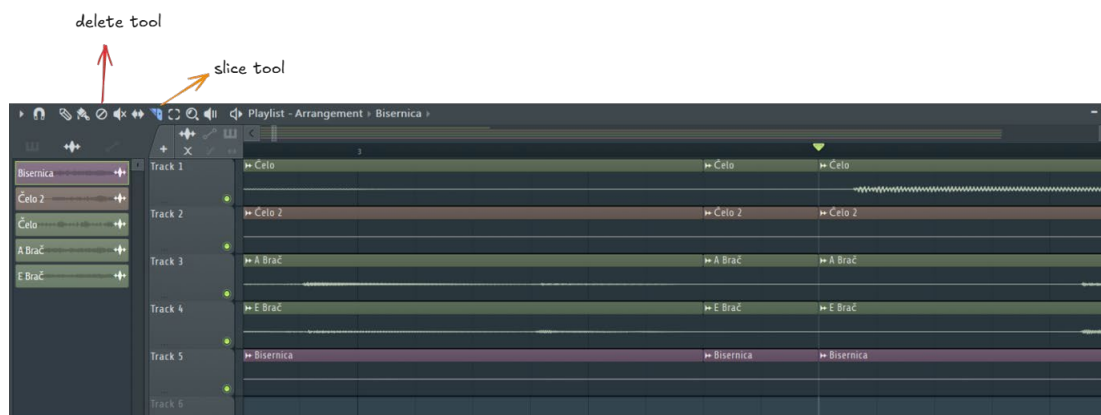 delete tool
slice tool
Playlist - Arrangement › Bisernica ›
3
Bisernica
Čelo 2
Čelo
A Brač
E Brač
Track 1
Čelo
Čelo
Čelo
Track 2
Čelo 2
Čelo 2
Čelo 2
Track 3
A Brač
A Brač
A Brač
Track 4
E Brač
E Brač
E Brač
Track 5
Bisernica
Bisernica
Bisernica
Track 6